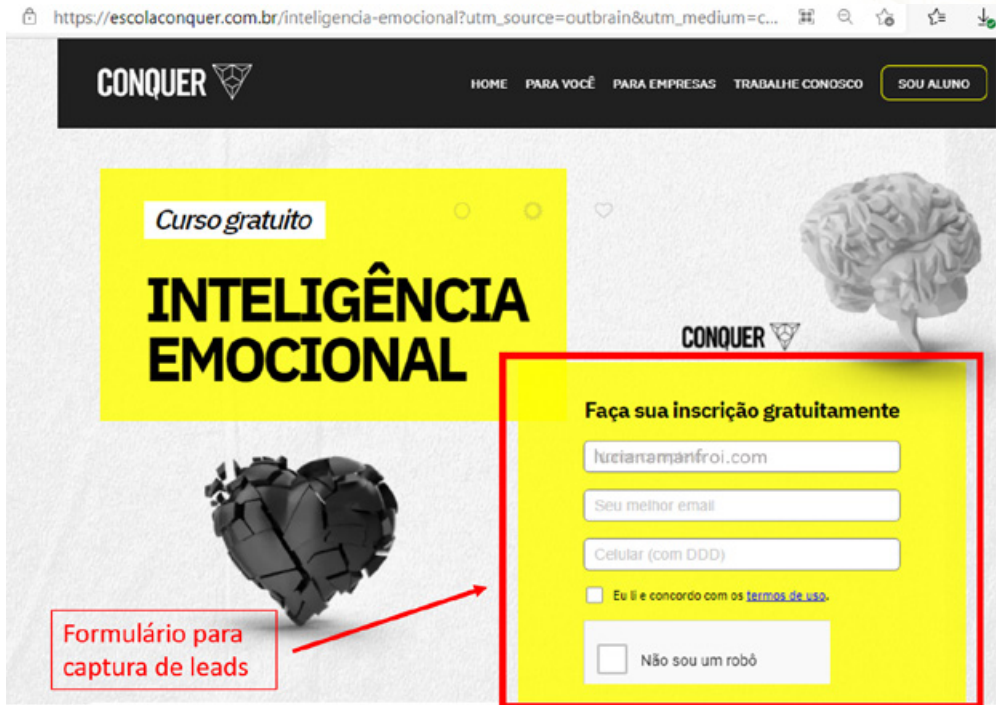 https://escolaconquer.com.br/inteligencia-emocional?utm_source=outbrain&utm_medium=c...
CONQUER
HOME PARA VOCÊ PARA EMPRESAS TRABALHE CONOSCO SOU ALUNO
Curso gratuito
INTELIGÊNCIA
EMOCIONAL
CONQUER
Faça sua inscrição gratuitamente
Seu melhor email
Celular (com DDD)
Eu li e concordo com os termos de uso.
Não sou um robô
Formulário para
captura de leads